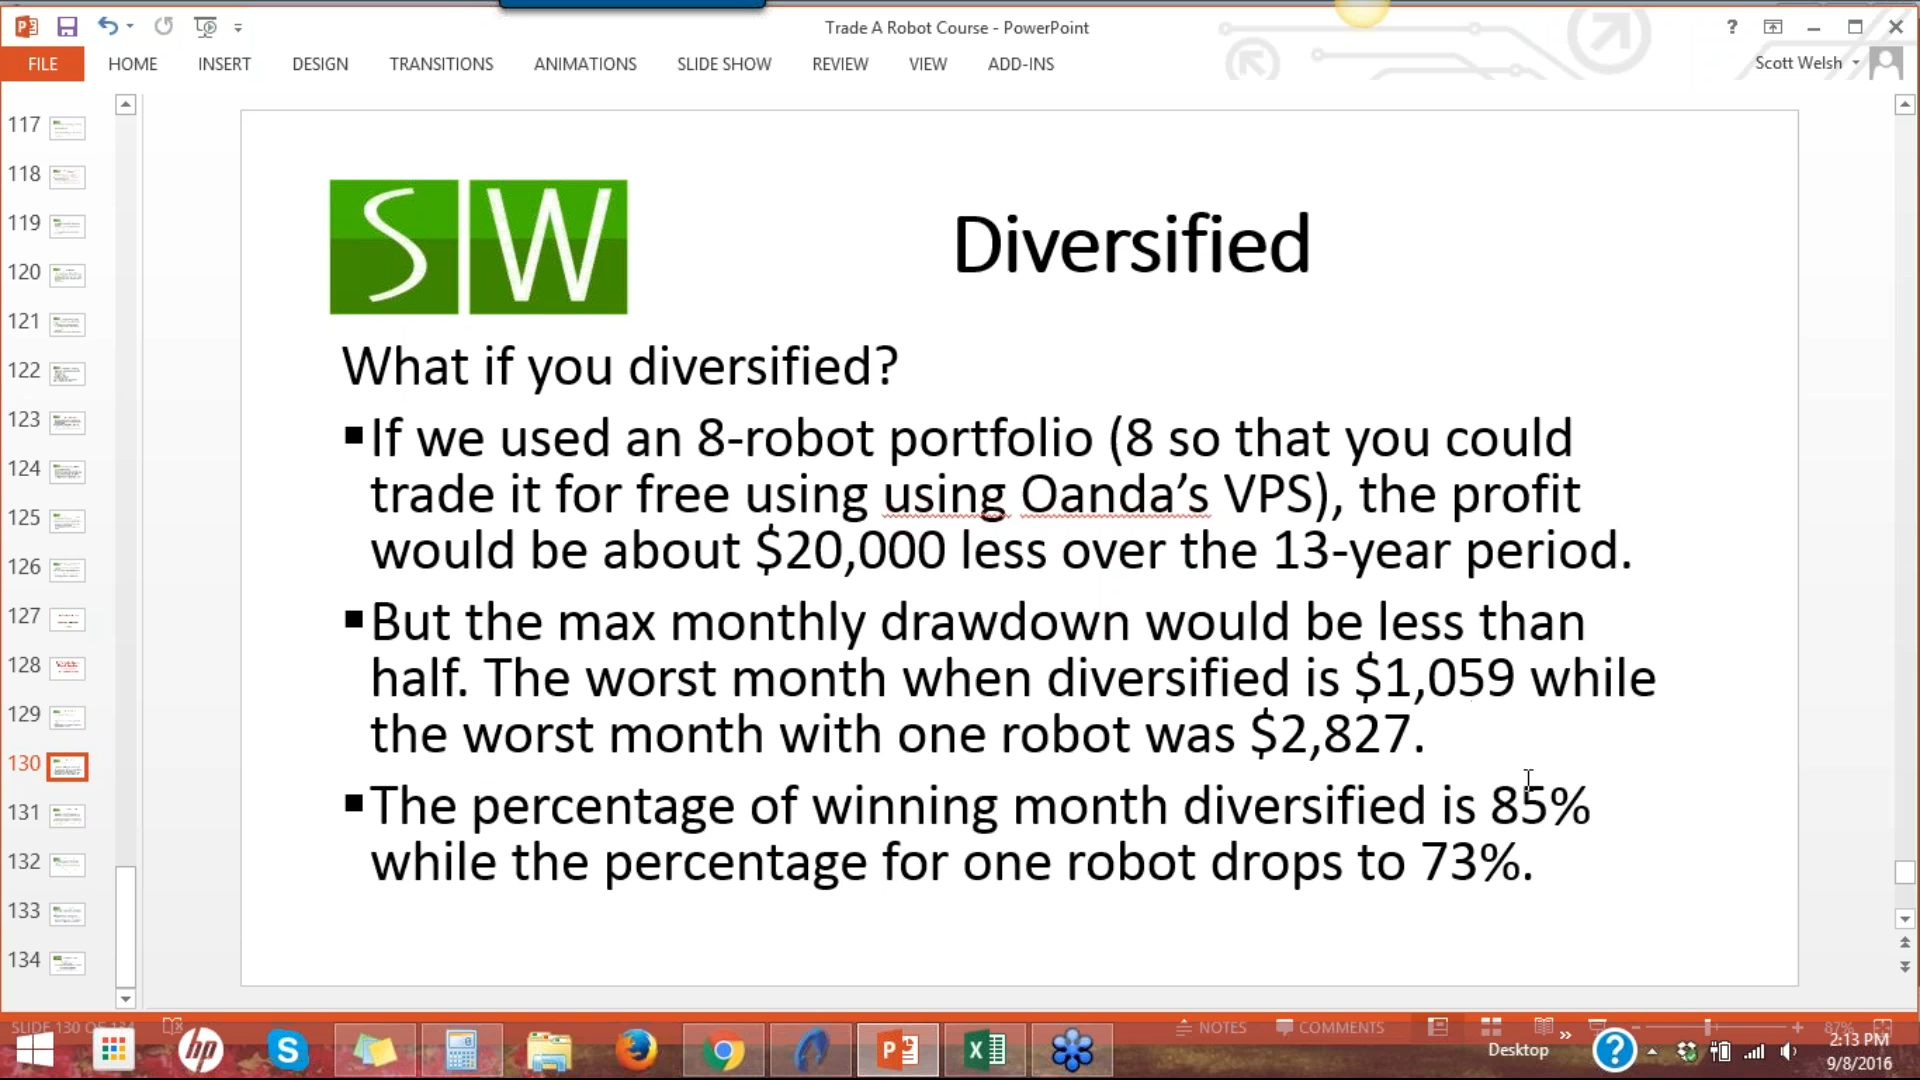 Trade A Robot Course - PowerPoint
?
FILE HOME INSERT DESIGN TRANSITIONS ANIMATIONS SLIDE SHOW REVIEW VIEW ADD-INS Scott Welsh
117
118
119
120
121
122
123
124
125
126
127
128
129
130
131
132
133
134
SW
Diversified
What if you diversified?
▪If we used an 8-robot portfolio (8 so that you could
trade it for free using using Oanda’s VPS), the profit
would be about $20,000 less over the 13-year period.
▪But the max monthly drawdown would be less than
half. The worst month when diversified is $1,059 while
the worst month with one robot was $2,827.
▪The percentage of winning month diversified is 85%
while the percentage for one robot drops to 73%.
SLIDE 130 OF 134 NOTES COMMENTS 87%
hp
Desktop
2:13 PM
9/8/2016